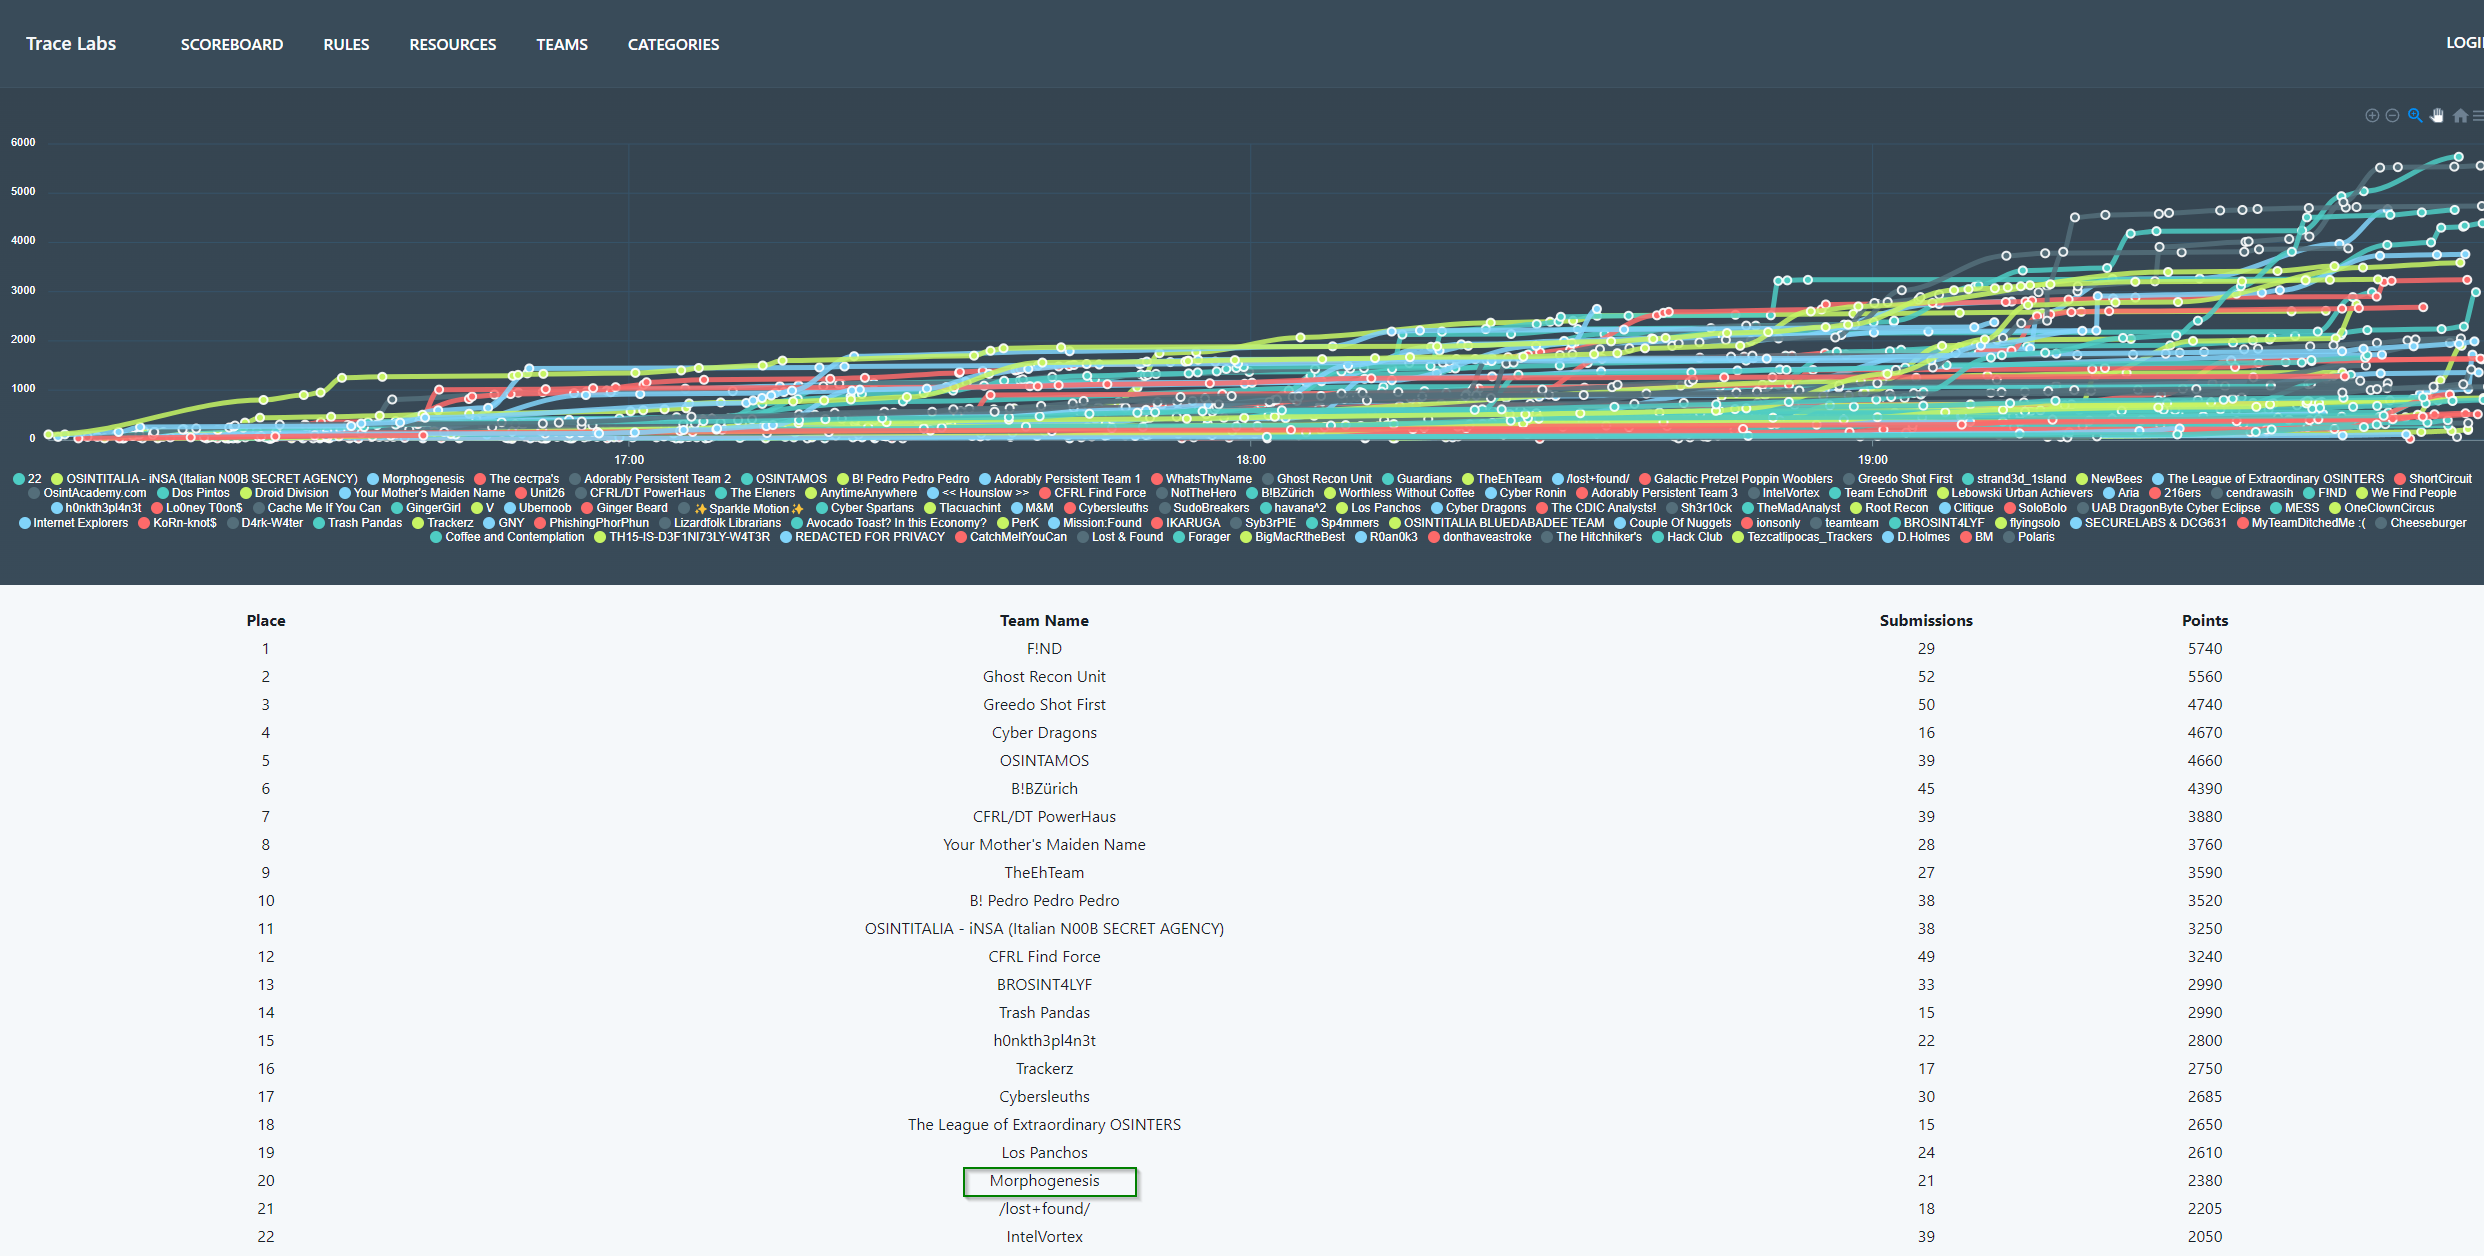 Trace Labs SCOREBOARD RULES RESOURCES TEAMS CATEGORIES LOGI
6000
5000
4000
3000
2000
1000
0
17:00 18:00 19:00
22 OSINTITALIA - iNSA (Italian N00B SECRET AGENCY) Morphogenesis The cectpa's Adorably Persistent Team 2 OSINTAMOS B! Pedro Pedro Pedro Adorably Persistent Team 1 WhatsThyName Ghost Recon Unit Guardians TheEhTeam /lost+found/ Galactic Pretzel Poppin Wooblers Greedo Shot First strand3d_1sland NewBees The League of Extraordinary OSINTERS ShortCircuit
OsintAcademy.com Dos Pintos Droid Division Your Mother's Maiden Name Unit26 CFRL/DT PowerHaus The Eleners AnytimeAnywhere << Hounslow >> CFRL Find Force NotTheHero B!BZürich Worthless Without Coffee Cyber Ronin Adorably Persistent Team 3 IntelVortex Team EchoDrift Lebowski Urban Achievers Aria 216ers cendrawasih F!ND We Find People
h0nkth3pl4n3t Lo0ney T0on$ Cache Me If You Can GingerGirl V Ubernoob Ginger Beard ✨Sparkle Motion✨ Cyber Spartans Tlacuachint M&M Cybersleuths SudoBreakers havana^2 Los Panchos Cyber Dragons The CDIC Analysts! Sh3r10ck TheMadAnalyst Root Recon Clitique SoloBolo UAB DragonByte Cyber Eclipse MESS OneClownCircus
Internet Explorers KoRn-knot$ D4rk-W4ter Trash Pandas Trackerz GNY PhishingPhorPhun Lizardfolk Librarians Avocado Toast? In this Economy? PerK Mission:Found IKARUGA Syb3rPIE Sp4mmers OSINTITALIA BLUEDABADEE TEAM Couple Of Nuggets ionsonly teamteam BROSINT4LYF flyingsolo SECURELABS & DCG631 MyTeamDitchedMe :( Cheeseburger
Coffee and Contemplation TH15-IS-D3F1NI73LY-W4T3R REDACTED FOR PRIVACY CatchMeIfYouCan Lost & Found Forager BigMacRtheBest R0an0k3 donthaveastroke The Hitchhiker's Hack Club Tezcatlipocas_Trackers D.Holmes BM Polaris
Place Team Name Submissions Points
1 F!ND 29 5740
2 Ghost Recon Unit 52 5560
3 Greedo Shot First 50 4740
4 Cyber Dragons 16 4670
5 OSINTAMOS 39 4660
6 B!BZürich 45 4390
7 CFRL/DT PowerHaus 39 3880
8 Your Mother's Maiden Name 28 3760
9 TheEhTeam 27 3590
10 B! Pedro Pedro Pedro 38 3520
11 OSINTITALIA - iNSA (Italian N00B SECRET AGENCY) 38 3250
12 CFRL Find Force 49 3240
13 BROSINT4LYF 33 2990
14 Trash Pandas 15 2990
15 h0nkth3pl4n3t 22 2800
16 Trackerz 17 2750
17 Cybersleuths 30 2685
18 The League of Extraordinary OSINTERS 15 2650
19 Los Panchos 24 2610
20 Morphogenesis 21 2380
21 /lost+found/ 18 2205
22 IntelVortex 39 2050